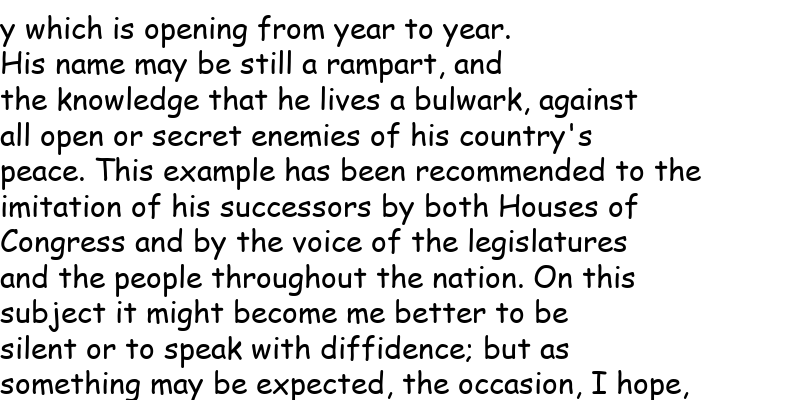 y which is opening from year to year.
His name may be still a rampart, and
the knowledge that he lives a bulwark, against
all open or secret enemies of his country's
peace. This example has been recommended to the
imitation of his successors by both Houses of
Congress and by the voice of the legislatures
and the people throughout the nation. On this
subject it might become me better to be
silent or to speak with diffidence; but as
something may be expected, the occasion, I hope,